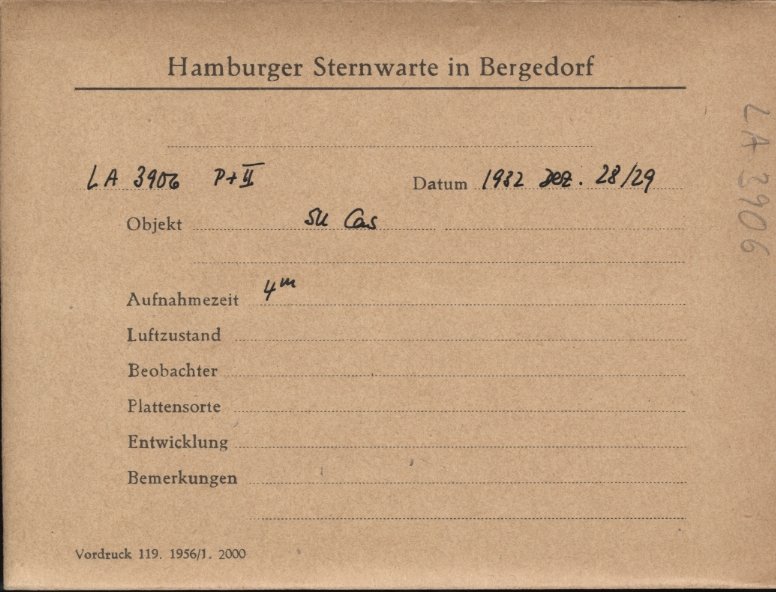 Hamburger Sternwarte in Bergedorf
LA 3906 P+II Datum 1932 Dez. 28/29
Objekt SU Cas
Aufnahmezeit 4m
Luftzustand
Beobachter
Plattensorte
Entwicklung
Bemerkungen
Vordruck 119. 1956/1. 2000
LA 3906